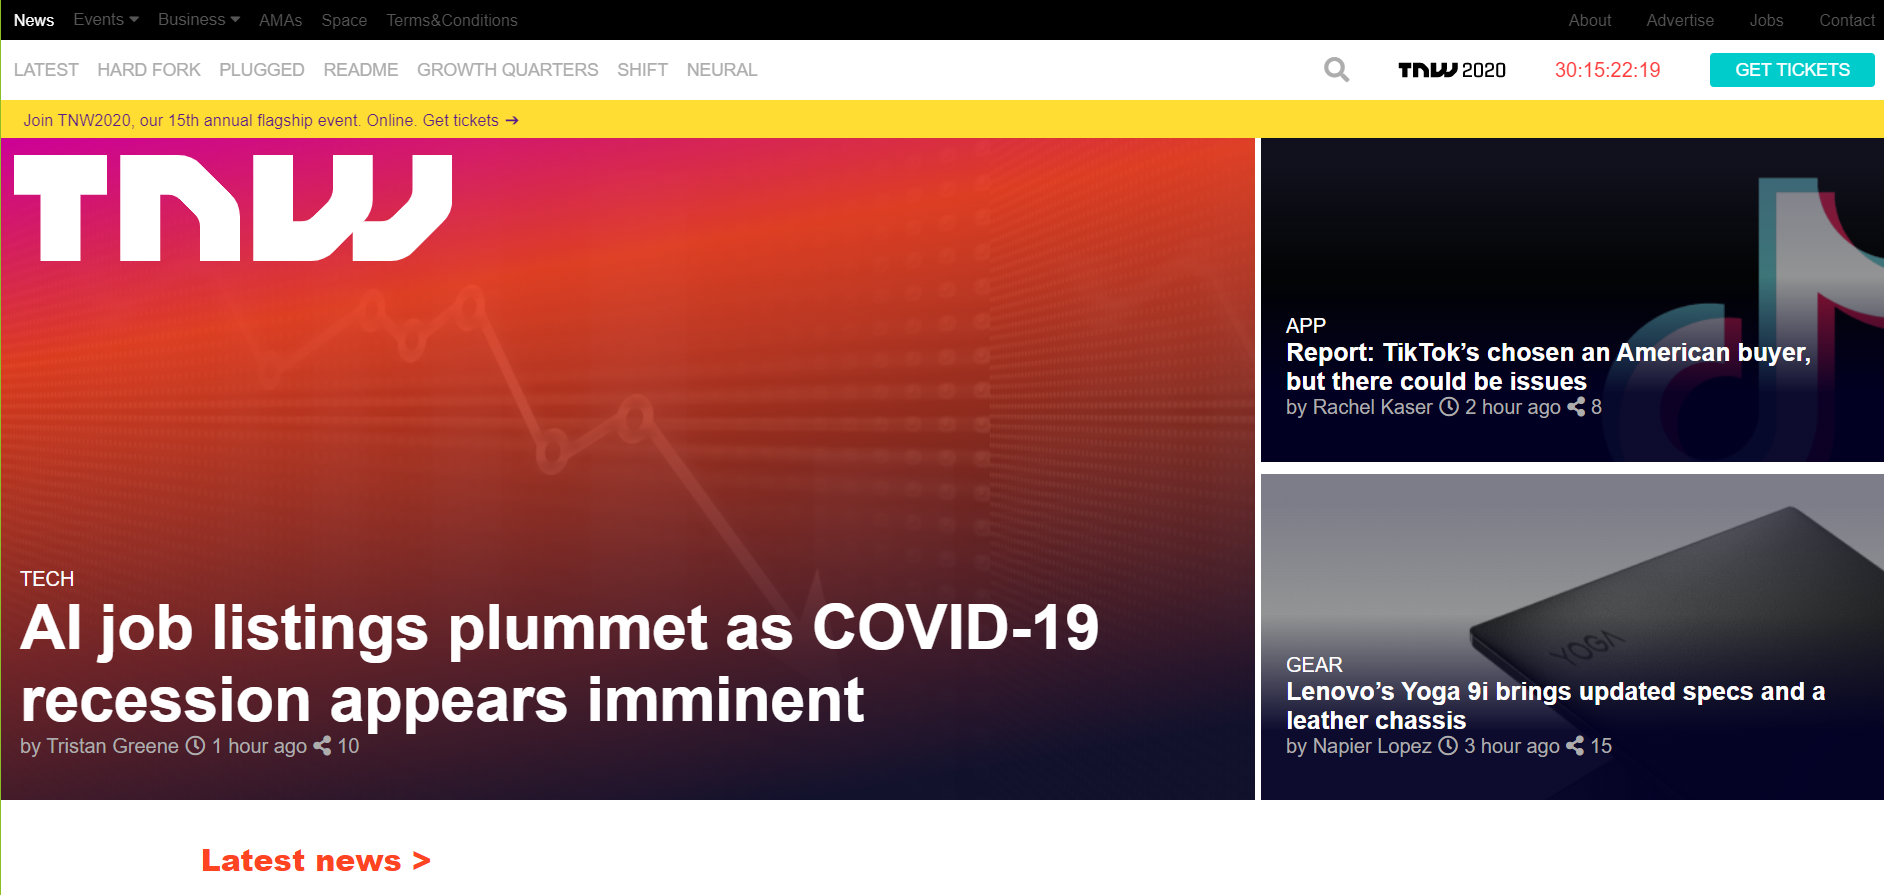 News Events Business AMAs Space Terms&Conditions About Advertise Jobs Contact
LATEST HARD FORK PLUGGED README GROWTH QUARTERS SHIFT NEURAL TNW 2020 30:15:22:19 GET TICKETS
Join TNW2020, our 15th annual flagship event. Online. Get tickets →
TNW
TECH
AI job listings plummet as COVID-19
recession appears imminent
by Tristan Greene 1 hour ago 10
APP
Report: TikTok’s chosen an American buyer,
but there could be issues
by Rachel Kaser 2 hour ago 8
YOGA
GEAR
Lenovo’s Yoga 9i brings updated specs and a
leather chassis
by Napier Lopez 3 hour ago 15
Latest news >